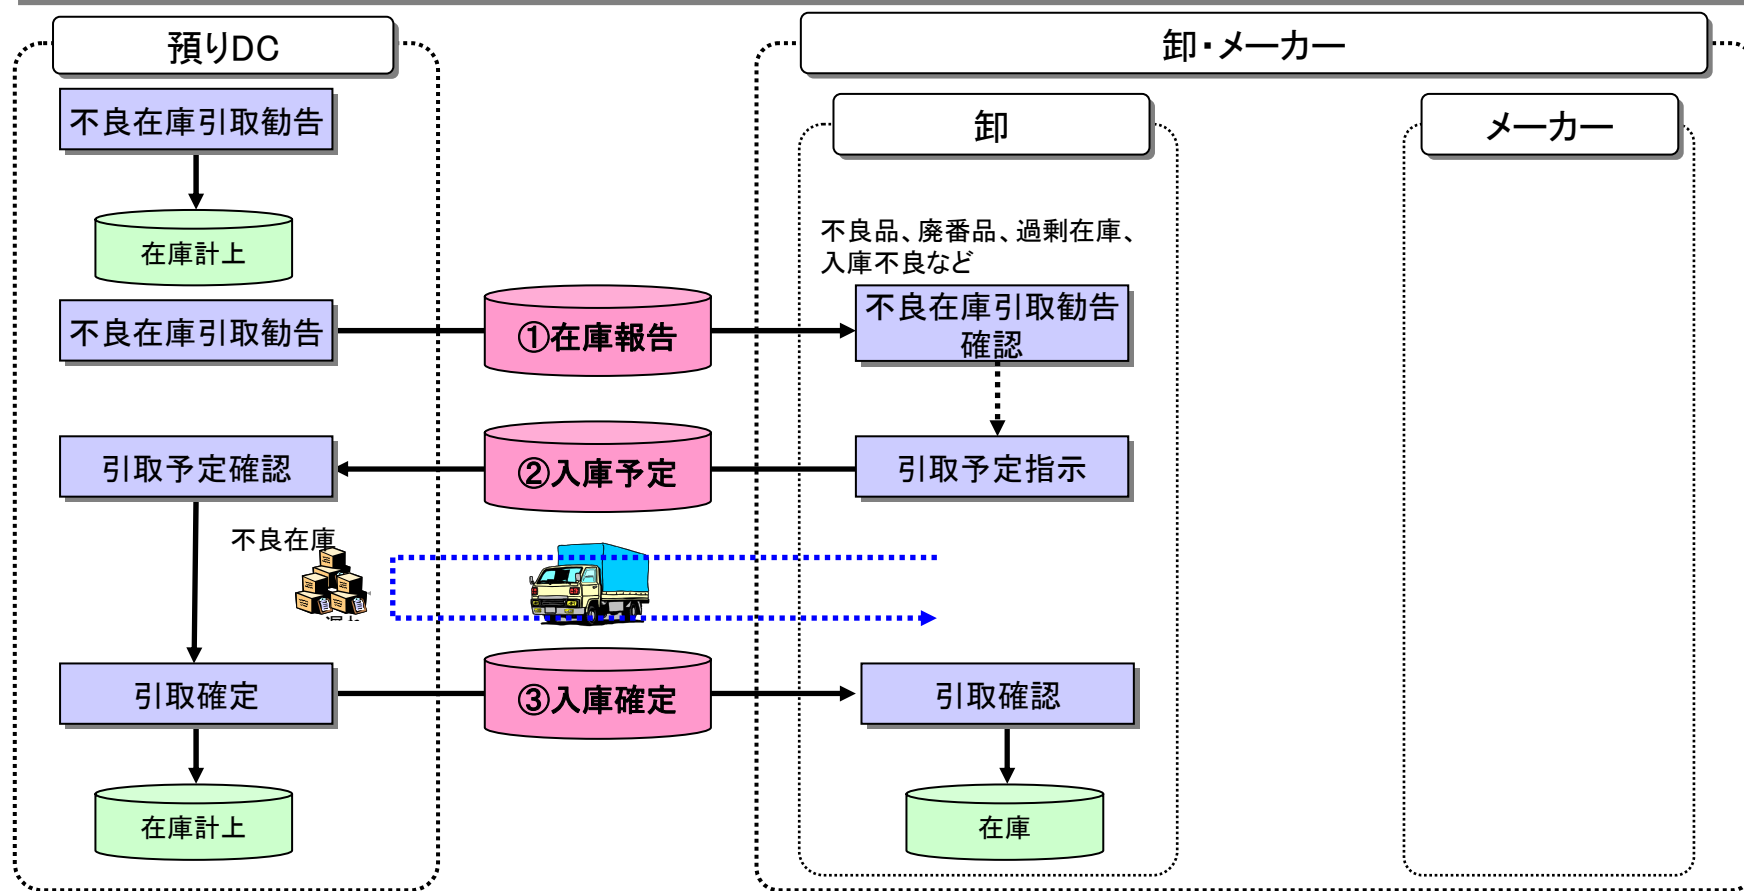 預りDC
卸・メーカー
卸
メーカー
不良在庫引取勧告
在庫計上
不良品、廃番品、過剰在庫、
入庫不良など
不良在庫引取勧告
①在庫報告
不良在庫引取勧告
確認
引取予定確認
②入庫予定
引取予定指示
不良在庫
引取確定
③入庫確定
引取確認
在庫計上
在庫